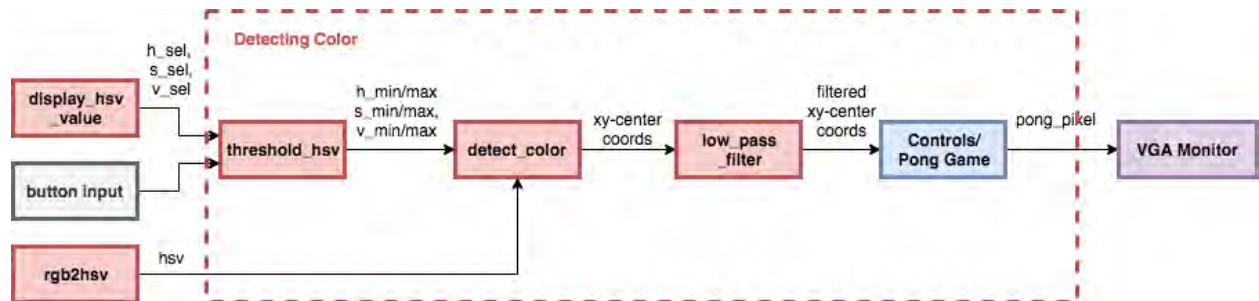 Detecting Color
h_sel,
s_sel,
v_sel
display_hsv
_value
button input
rgb2hsv
hsv
threshold_hsv
h_min/max
s_min/max,
v_min/max
detect_color
xy-center
coords
low_pass
_filter
filtered
xy-center
coords
Controls/
Pong Game
pong_pixel
VGA Monitor